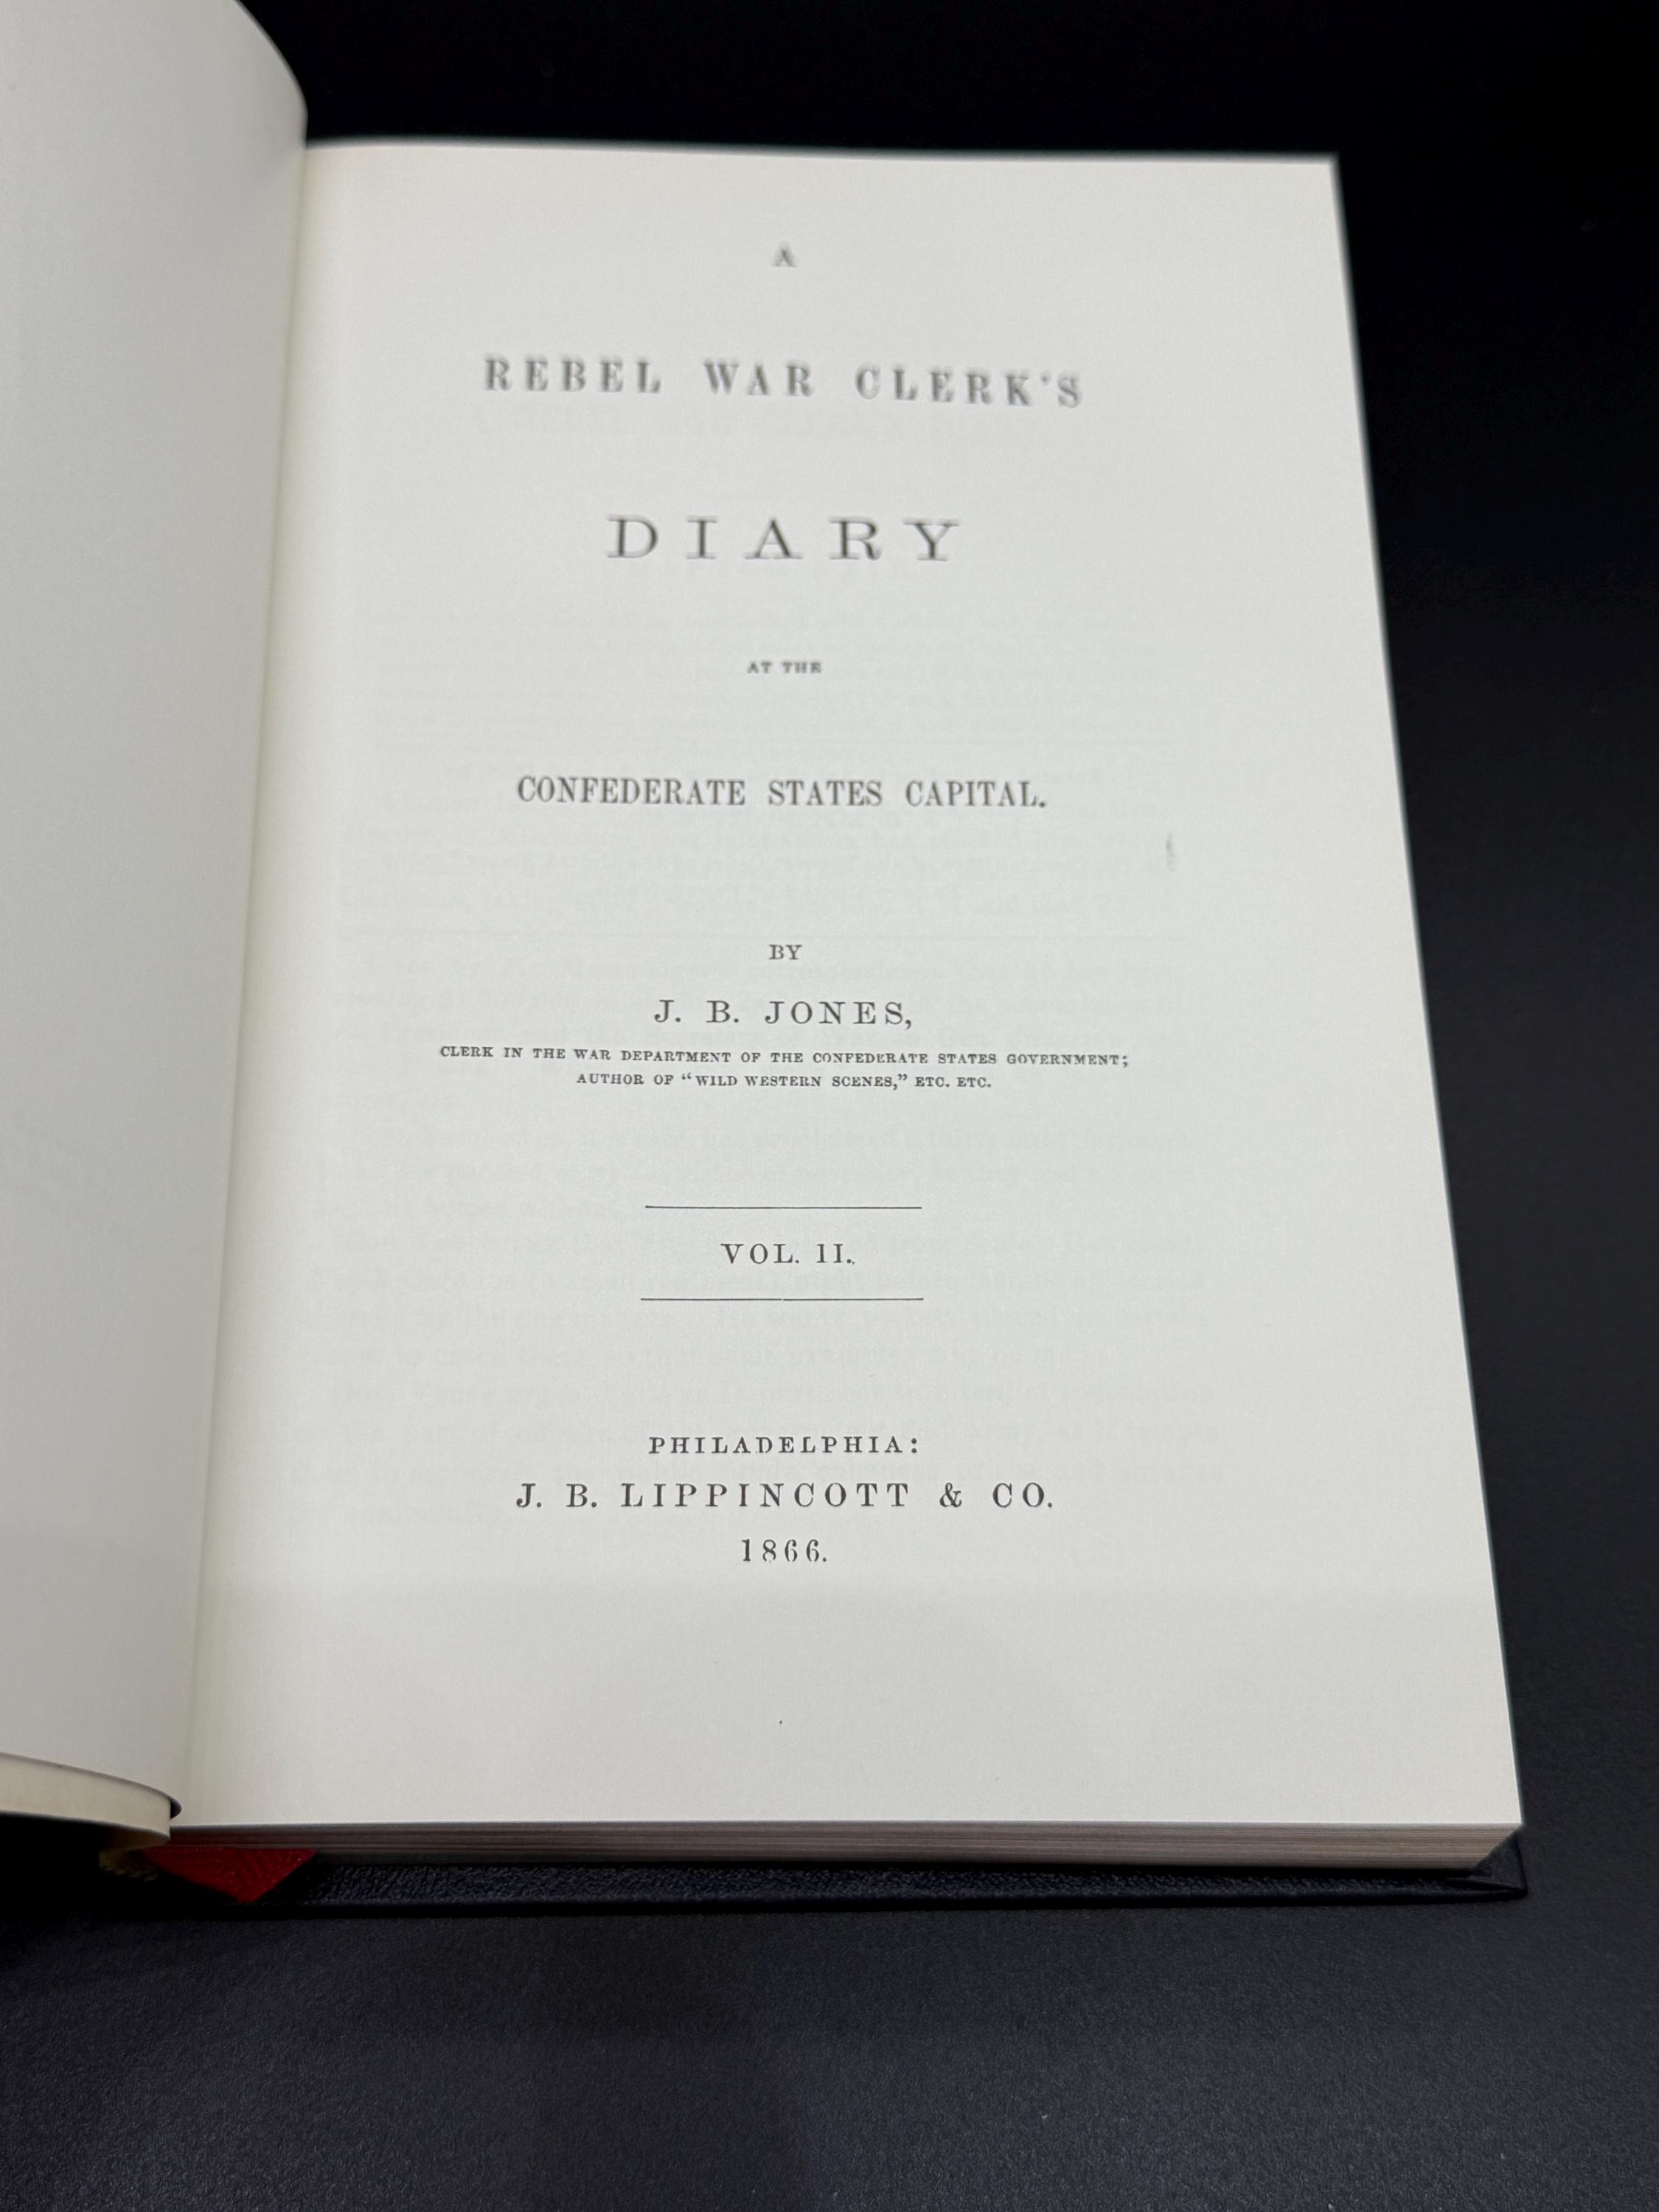 A
REBEL WAR CLERK'S
DIARY
AT THE
CONFEDERATE STATES CAPITAL.
BY
J. B. JONES,
CLERK IN THE WAR DEPARTMENT OF THE CONFEDERATE STATES GOVERNMENT;
AUTHOR OF “WILD WESTERN SCENES,” ETC. ETC.
VOL. II.
PHILADELPHIA:
J. B. LIPPINCOTT & CO.
1866.